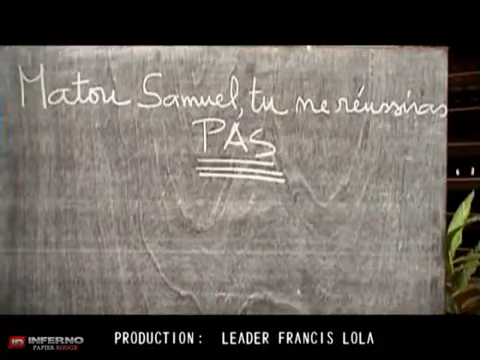 Matou Samuel, tu ne réussiras
PAS
INFERNO
PAPIER ROUGE
PRODUCTION: LEADER FRANCIS LOLA